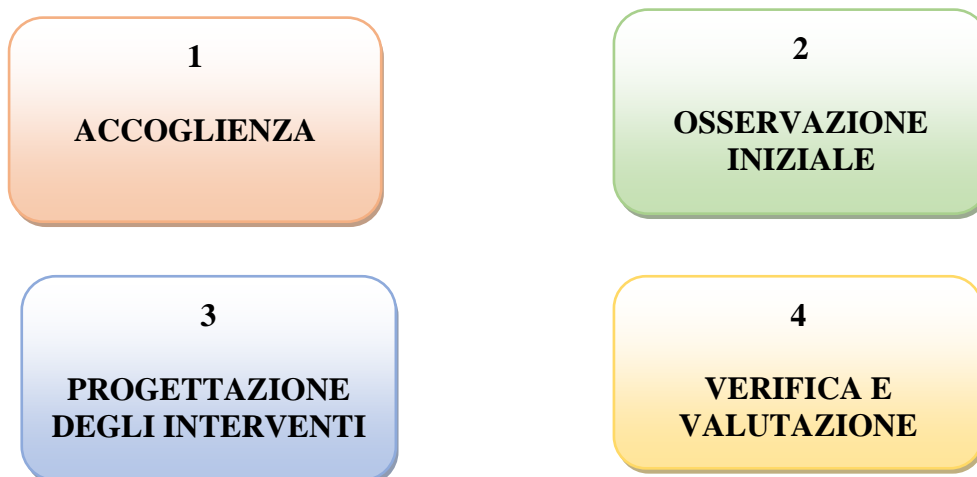 1
ACCOGLIENZA
2
OSSERVAZIONE
INIZIALE
3
PROGETTAZIONE
DEGLI INTERVENTI
4
VERIFICA E
VALUTAZIONE